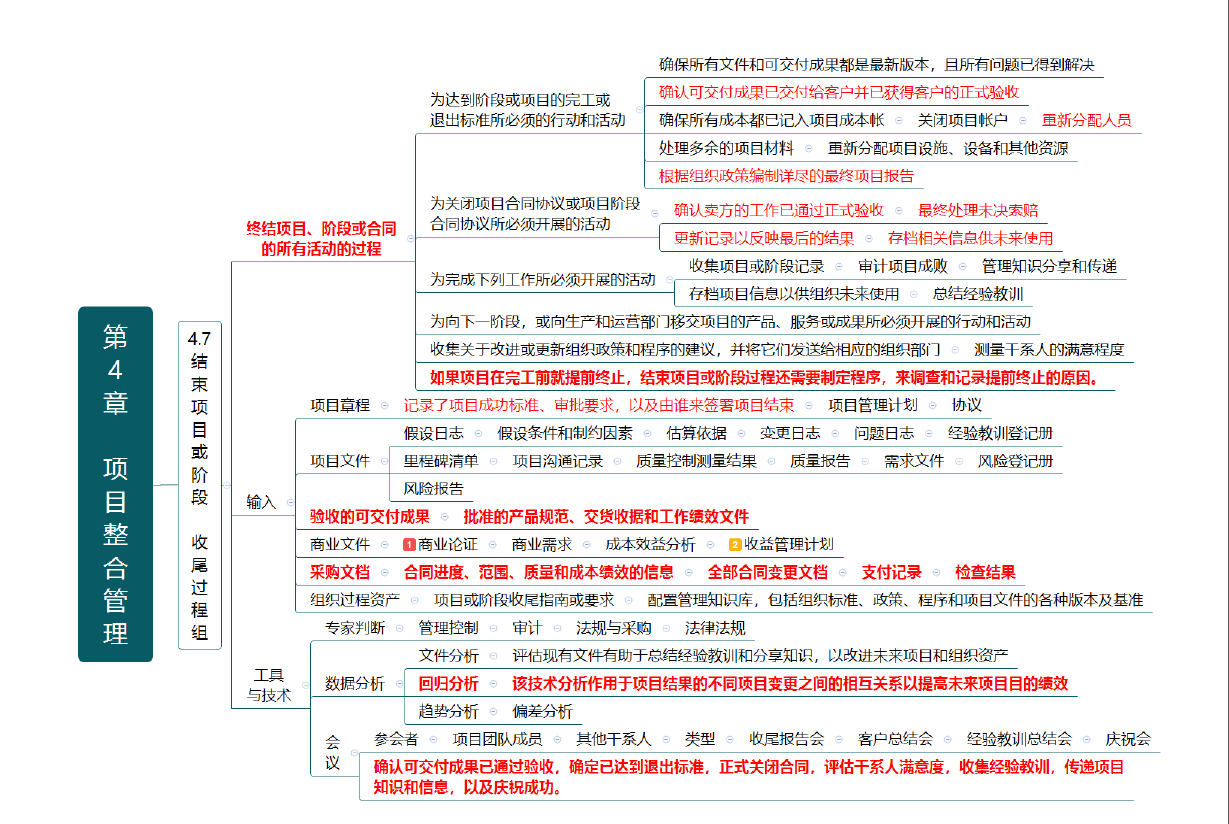 第4章 项目整合管理
4.7 结束项目或阶段 收尾过程组
终结项目、阶段或合同
的所有活动的过程
为达到阶段或项目的完工或
退出标准所必须的行动和活动
确保所有文件和可交付成果都是最新版本，且所有问题已得到解决
确认可交付成果已交付给客户并已获得客户的正式验收
确保所有成本都已记入项目成本帐 关闭项目帐户 重新分配人员
处理多余的项目材料 重新分配项目设施、设备和其他资源
根据组织政策编制详尽的最终项目报告
为关闭项目合同协议或项目阶段
合同协议所必须开展的活动
确认卖方的工作已通过正式验收 最终处理未决索赔
更新记录以反映最后的结果 存档相关信息供未来使用
为完成下列工作所必须开展的活动
收集项目或阶段记录 审计项目成败 管理知识分享和传递
存档项目信息以供组织未来使用 总结经验教训
为向下一阶段，或向生产和运营部门移交项目的产品、服务或成果所必须开展的行动和活动
收集关于改进或更新组织政策和程序的建议，并将它们发送给相应的组织部门 测量干系人的满意程度
如果项目在完工前就提前终止，结束项目或阶段过程还需要制定程序，来调查和记录提前终止的原因。
输入
项目章程 记录了项目成功标准、审批要求，以及由谁来签署项目结束 项目管理计划 协议
项目文件
假设日志 假设条件和制约因素 估算依据 变更日志 问题日志 经验教训登记册
里程碑清单 项目沟通记录 质量控制测量结果 质量报告 需求文件 风险登记册
风险报告
验收的可交付成果 批准的产品规范、交货收据和工作绩效文件
商业文件 1 商业论证 商业需求 成本效益分析 2 收益管理计划
采购文档 合同进度、范围、质量和成本绩效的信息 全部合同变更文档 支付记录 检查结果
组织过程资产 项目或阶段收尾指南或要求 配置管理知识库，包括组织标准、政策、程序和项目文件的各种版本及基准
工具
与技术
专家判断 管理控制 审计 法规与采购 法律法规
数据分析
文件分析 评估现有文件有助于总结经验教训和分享知识，以改进未来项目和组织资产
回归分析 该技术分析作用于项目结果的不同项目变更之间的相互关系以提高未来项目目的绩效
趋势分析 偏差分析
会议
参会者 项目团队成员 其他干系人 类型 收尾报告会 客户总结会 经验教训总结会 庆祝会
确认可交付成果已通过验收，确定已达到退出标准，正式关闭合同，评估干系人满意度，收集经验教训，传递项目
知识和信息，以及庆祝成功。